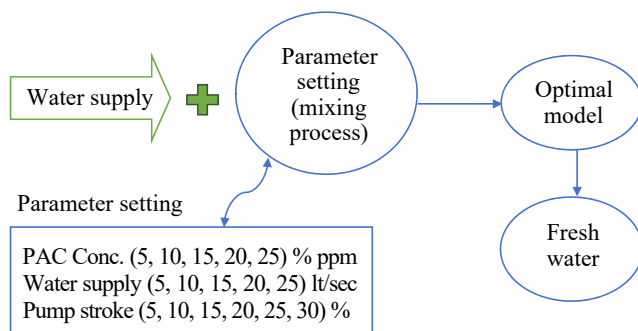 Water supply
Parameter
setting
(mixing
process)
Optimal
model
Fresh
water
Parameter setting
PAC Conc. (5, 10, 15, 20, 25) % ppm
Water supply (5, 10, 15, 20, 25) lt/sec
Pump stroke (5, 10, 15, 20, 25, 30) %